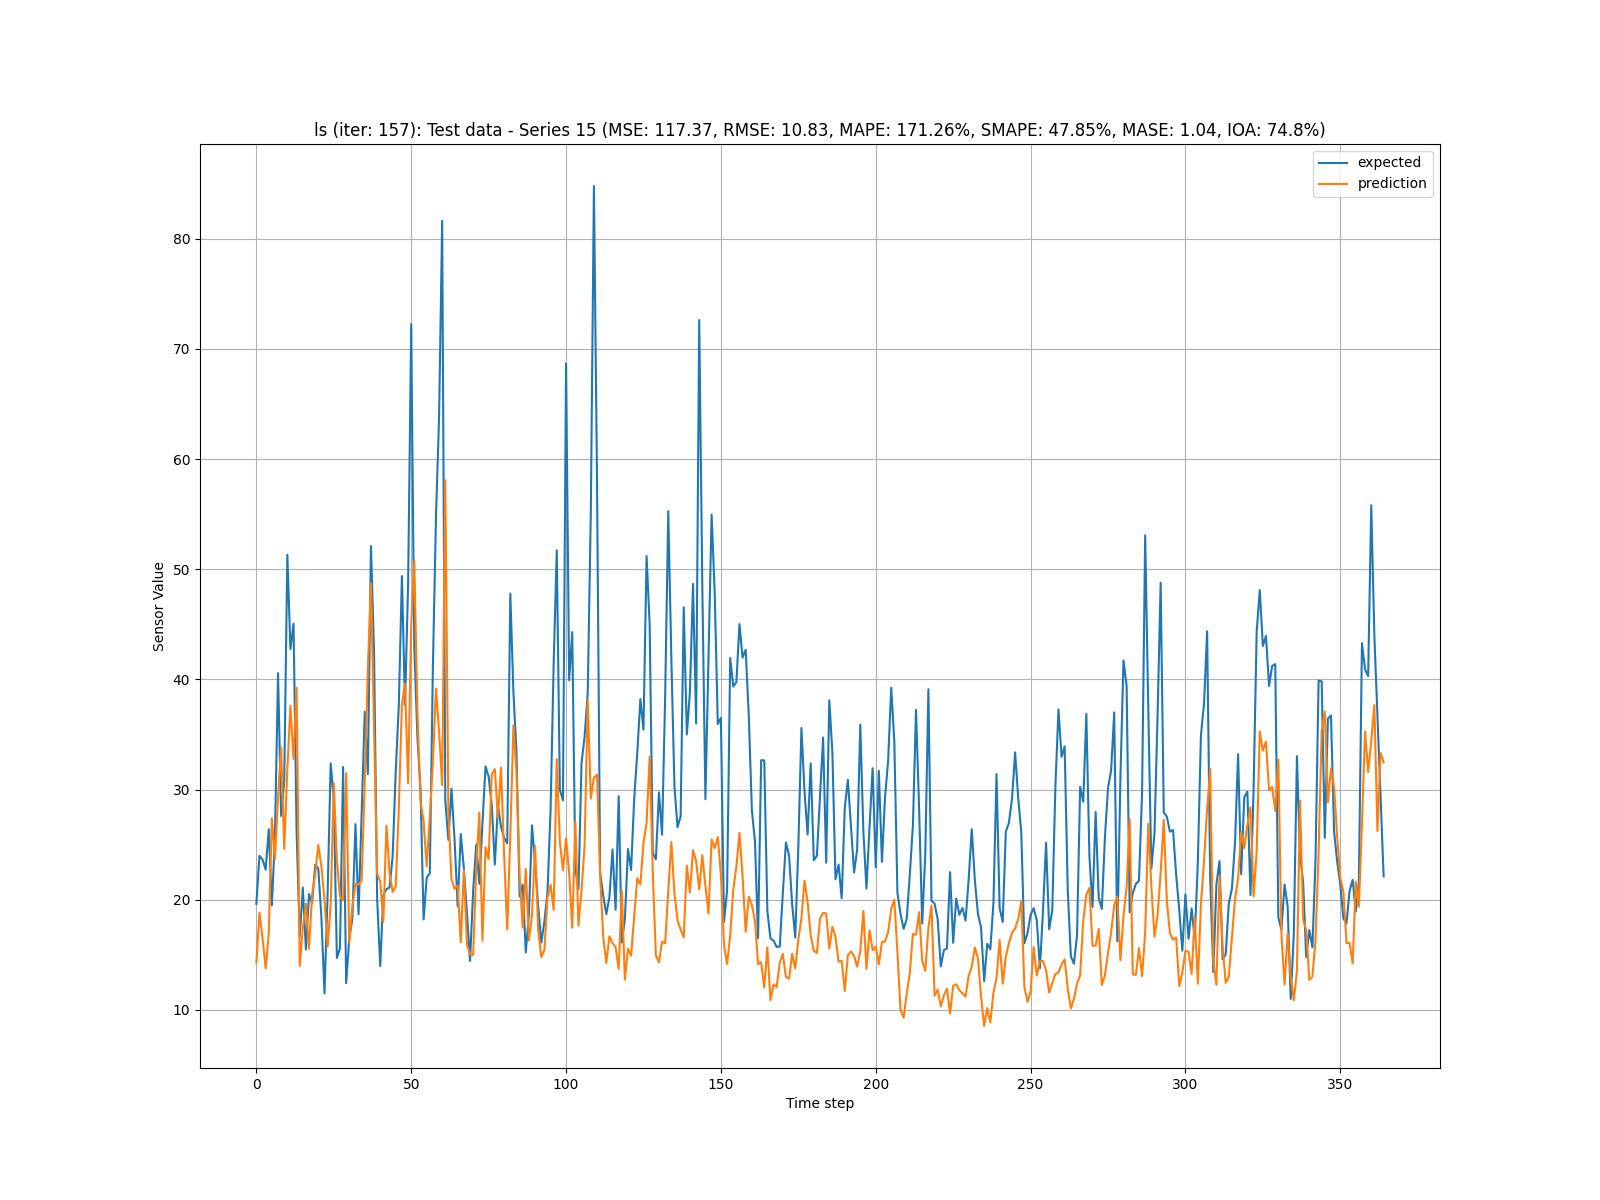 ls (iter: 157): Test data - Series 15 (MSE: 117.37, RMSE: 10.83, MAPE: 171.26%, SMAPE: 47.85%, MASE: 1.04, IOA: 74.8%)
expected
prediction
80
70
60
50
40
30
20
10
Sensor Value
0 50 100 150 200 250 300 350
Time step